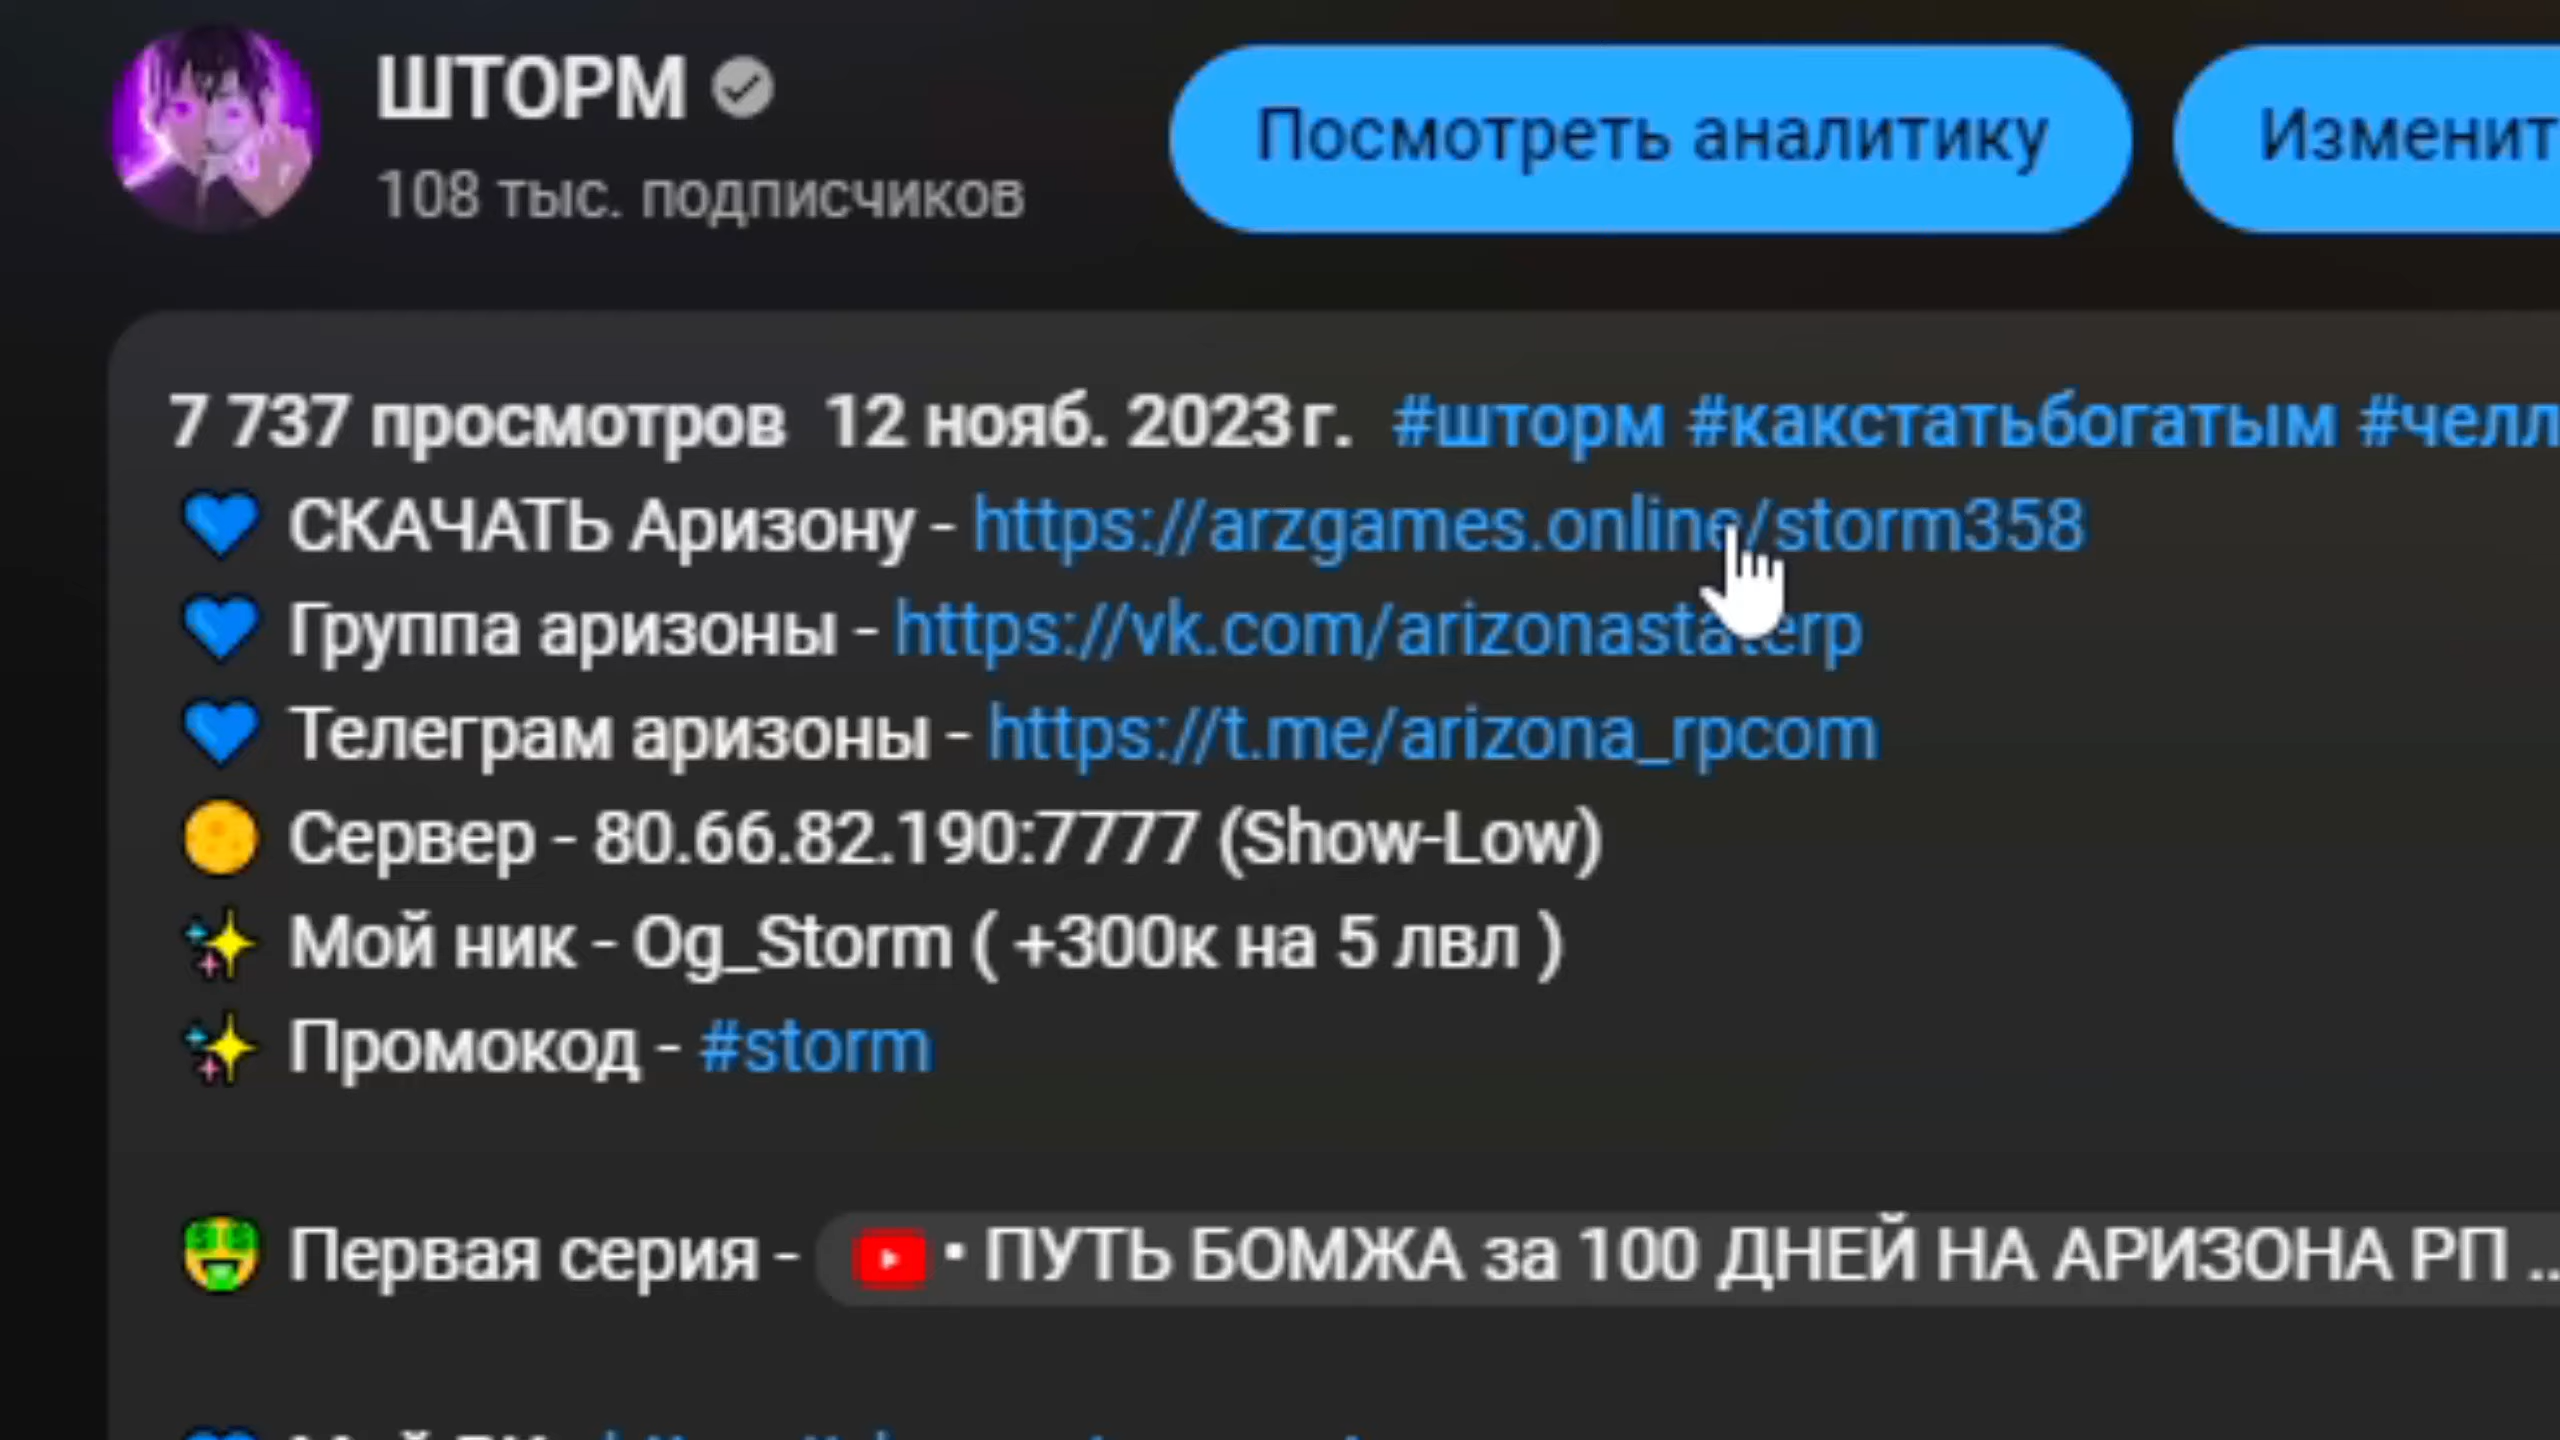 ШТОРМ
108 тыс. подписчиков
Посмотреть аналитику
Изменит
7 737 просмотров 12 нояб. 2023 г. #шторм #какстатьбогатым #челл
💙 СКАЧАТЬ Аризону - https://arzgames.online/storm358
💙 Группа аризоны - https://vk.com/arizonastaterp
💙 Телеграм аризоны - https://t.me/arizona_rpcom
🟡 Сервер - 80.66.82.190:7777 (Show-Low)
✨ Мой ник - Og_Storm ( +300к на 5 лвл )
✨ Промокод - #storm
🤑 Первая серия - • ПУТЬ БОМЖА за 100 ДНЕЙ НА АРИЗОНА РП ...